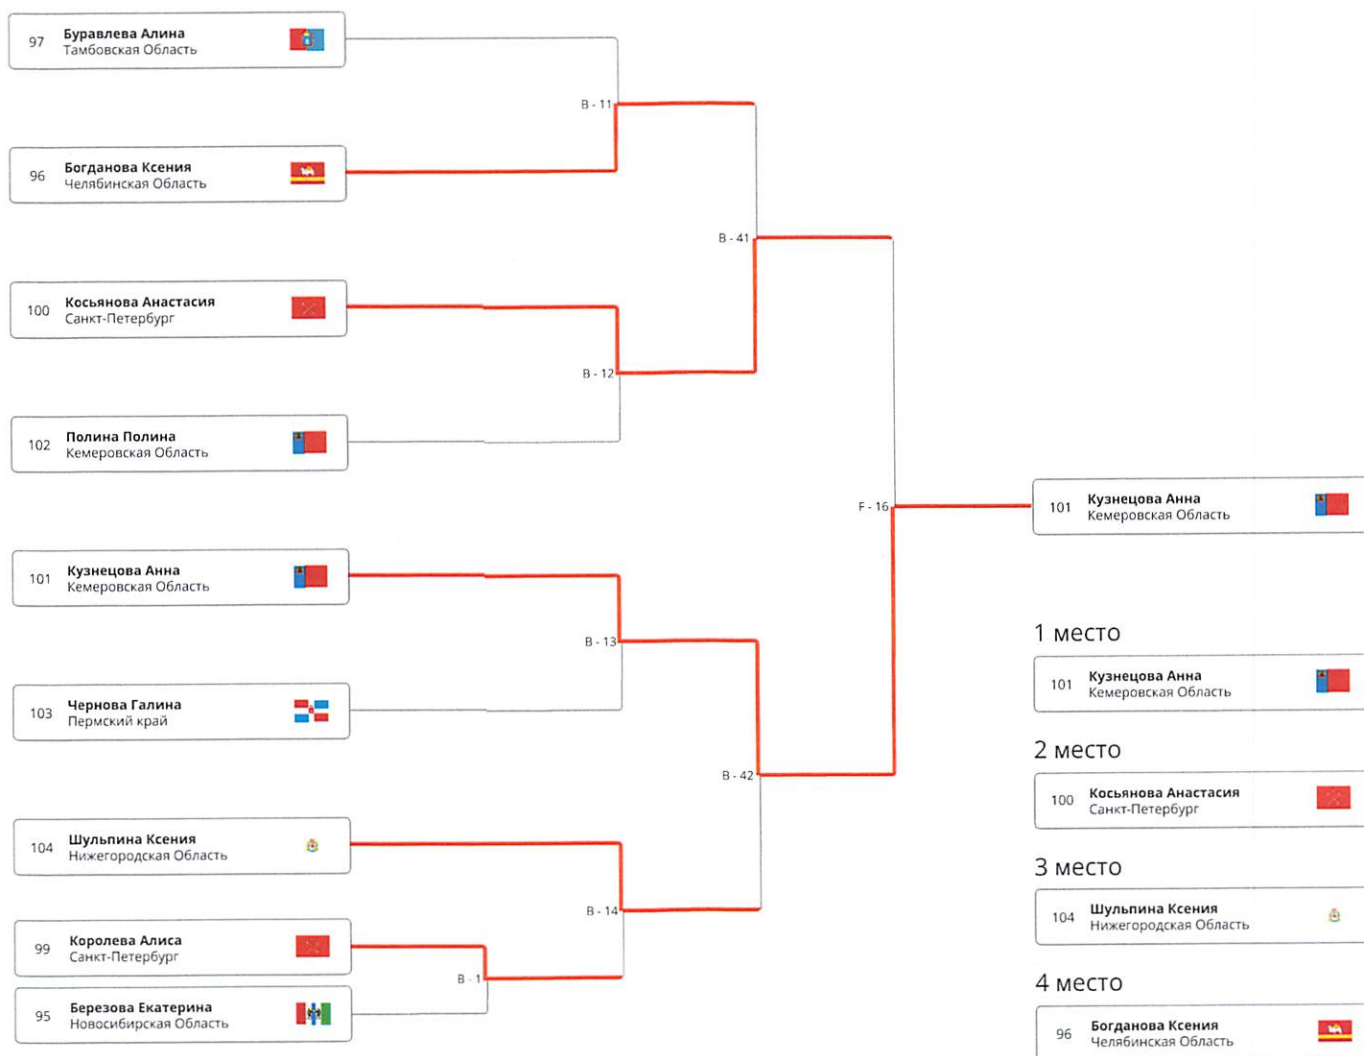 97 Буравлева Алина
Тамбовская Область
B - 11
96 Богданова Ксения
Челябинская Область
B - 41
100 Косьянова Анастасия
Санкт-Петербург
B - 12
102 Полина Полина
Кемеровская Область
F - 16
101 Кузнецова Анна
Кемеровская Область
101 Кузнецова Анна
Кемеровская Область
B - 13
103 Чернова Галина
Пермский край
B - 42
104 Шульпина Ксения
Нижегородская Область
B - 14
99 Королева Алиса
Санкт-Петербург
B - 1
95 Березова Екатерина
Новосибирская Область
1 место
101 Кузнецова Анна
Кемеровская Область
2 место
100 Косьянова Анастасия
Санкт-Петербург
3 место
104 Шульпина Ксения
Нижегородская Область
4 место
96 Богданова Ксения
Челябинская Область